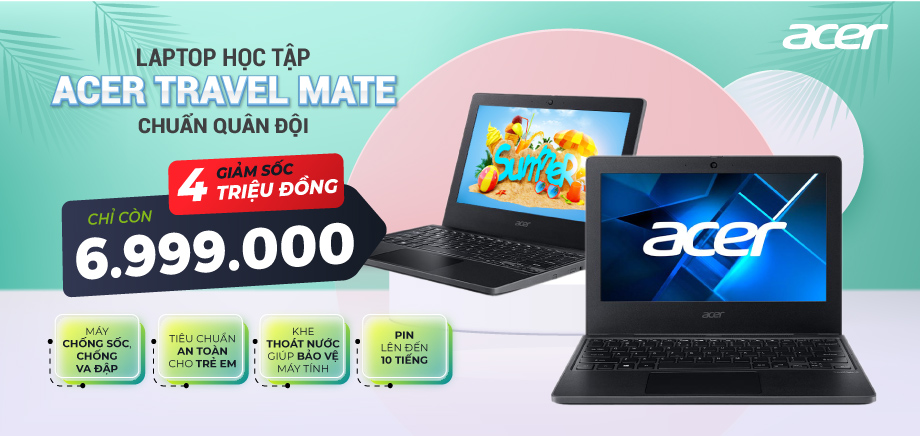 acer
LAPTOP HỌC TẬP
ACER TRAVEL MATE
CHUẨN QUÂN ĐỘI
4 GIẢM SỐC
TRIỆU ĐỒNG
CHỈ CÒN
6.999.000
MÁY
CHỐNG SỐC,
CHỐNG
VA ĐẬP
TIÊU CHUẨN
AN TOÀN
CHO TRẺ EM
KHE
THOÁT NƯỚC
GIÚP BẢO VỆ
MÁY TÍNH
PIN
LÊN ĐẾN
10 TIẾNG
Summer
acer
acer
acer